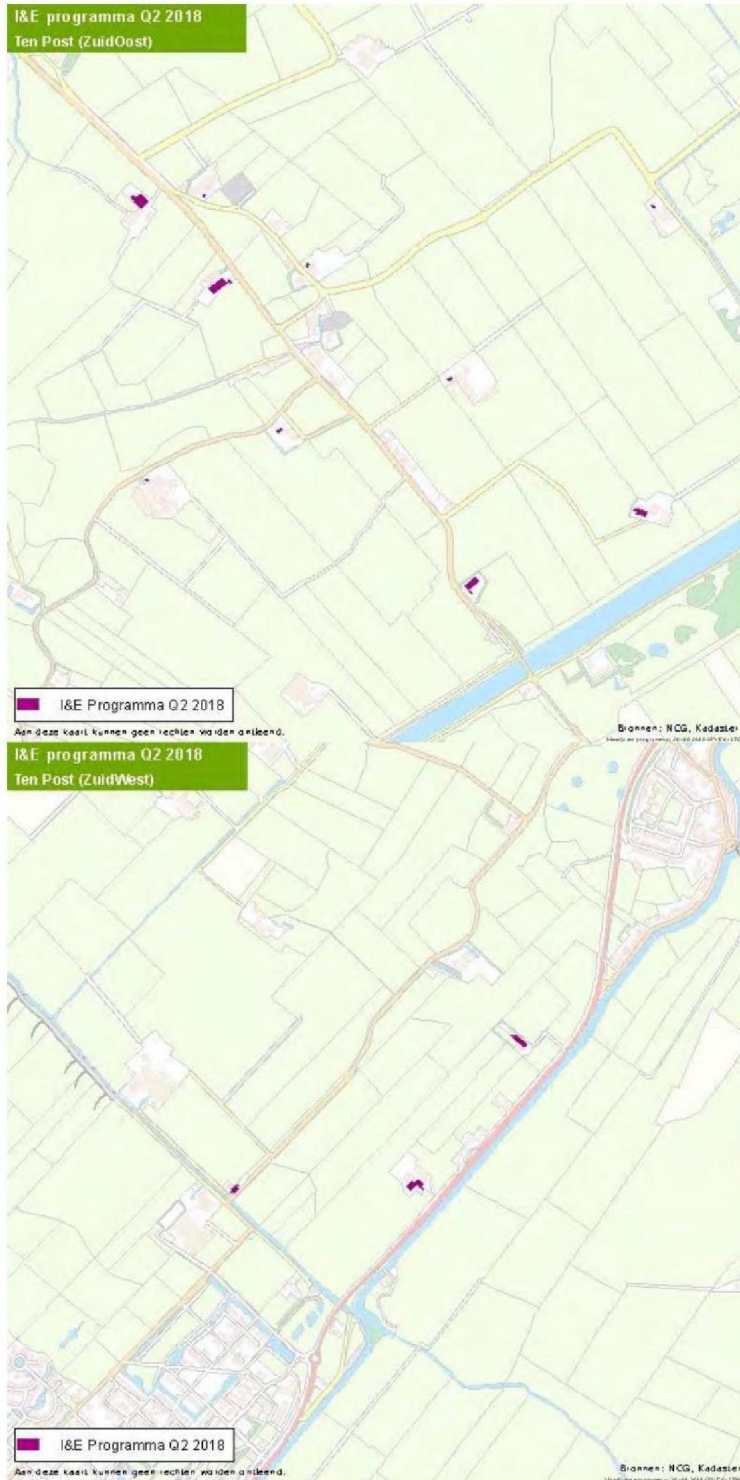 I&E programma Q2 2018
Ten Post (ZuidOost)
I&E Programma Q2 2018
Aan deze kaart kunnen geen rechten worden ontleend.
Bronnen: NCG, Kadaster
I&E programma Q2 2018
Ten Post (ZuidWest)
I&E Programma Q2 2018
Aan deze kaart kunnen geen rechten worden ontleend.
Bronnen: NCG, Kadaster